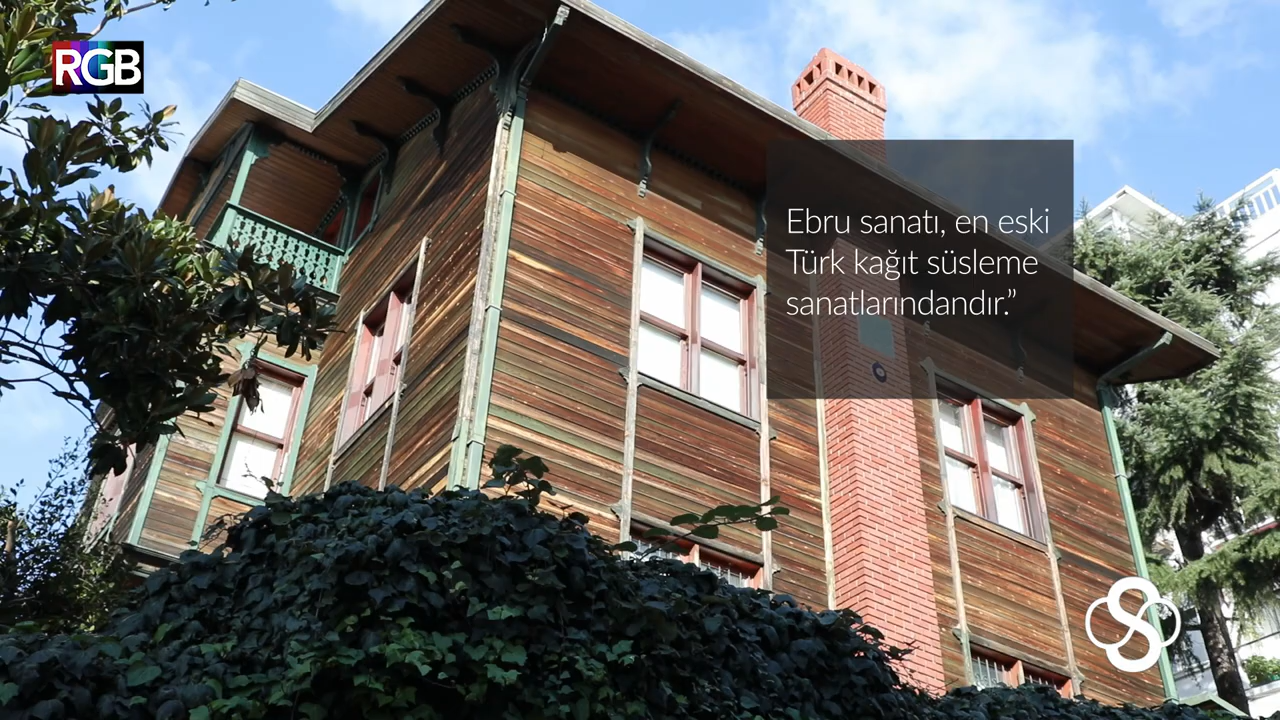 RGB
Ebru sanatı, en eski
Türk kağıt süsleme
sanatlarındandır.”